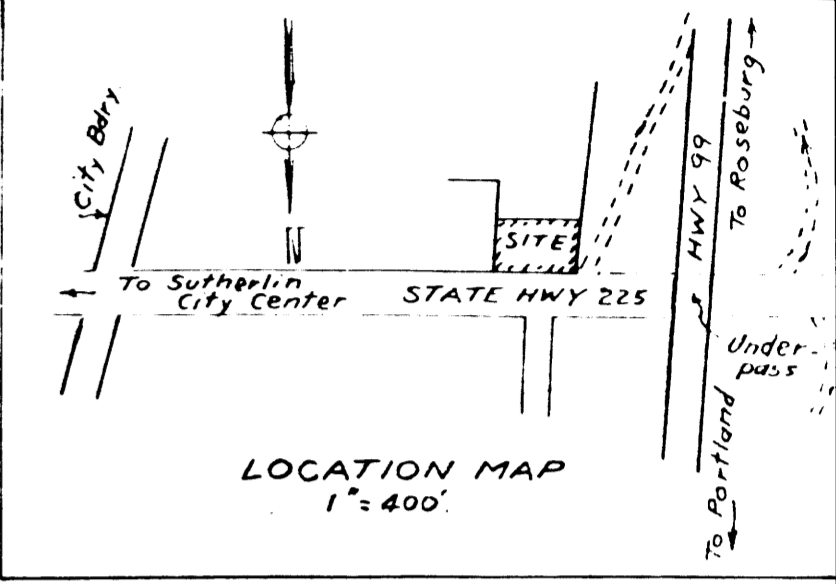 City Bdry
N
To Sutherlin
City Center
SITE
STATE HWY 225
HWY 99
To Roseburg
Under-
pass
To Portland
LOCATION MAP
1"=400'.